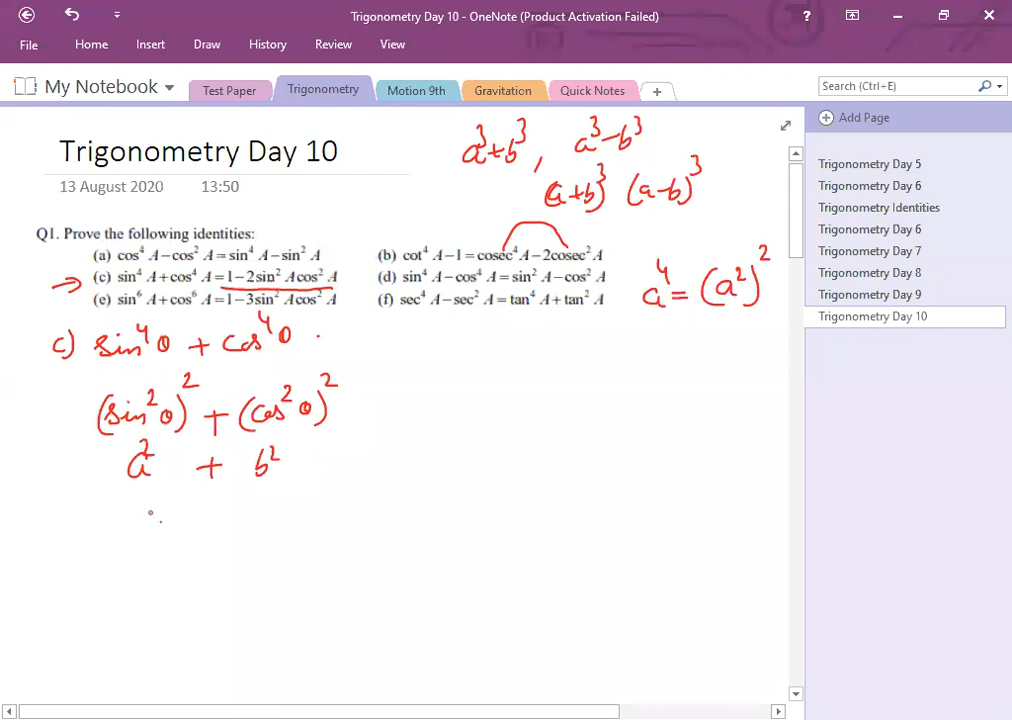 Trigonometry Day 10 - OneNote (Product Activation Failed)
?
File Home Insert Draw History Review View
My Notebook Test Paper Trigonometry Motion 9th Gravitation Quick Notes + Search (Ctrl+E)
Add Page
Trigonometry Day 5
Trigonometry Day 6
Trigonometry Identities
Trigonometry Day 6
Trigonometry Day 7
Trigonometry Day 8
Trigonometry Day 9
Trigonometry Day 10
Trigonometry Day 10
13 August 2020 13:50
a³+b³, a³-b³
(a+b)³ (a-b)³
Q1. Prove the following identities:
(a) cos⁴ A−cos² A=sin⁴ A−sin² A (b) cot⁴ A−1=cosec⁴ A−2cosec² A
→ (c) sin⁴ A+cos⁴ A=1−2sin² Acos² A (d) sin⁴ A−cos⁴ A=sin² A−cos² A
(e) sin⁶ A+cos⁶ A=1−3sin² Acos² A (f) sec⁴ A−sec² A=tan⁴ A+tan² A
a⁴=(a²)²
c) sin⁴θ + cos⁴θ .
(sin²θ)² + (cos²θ)²
a² + b²